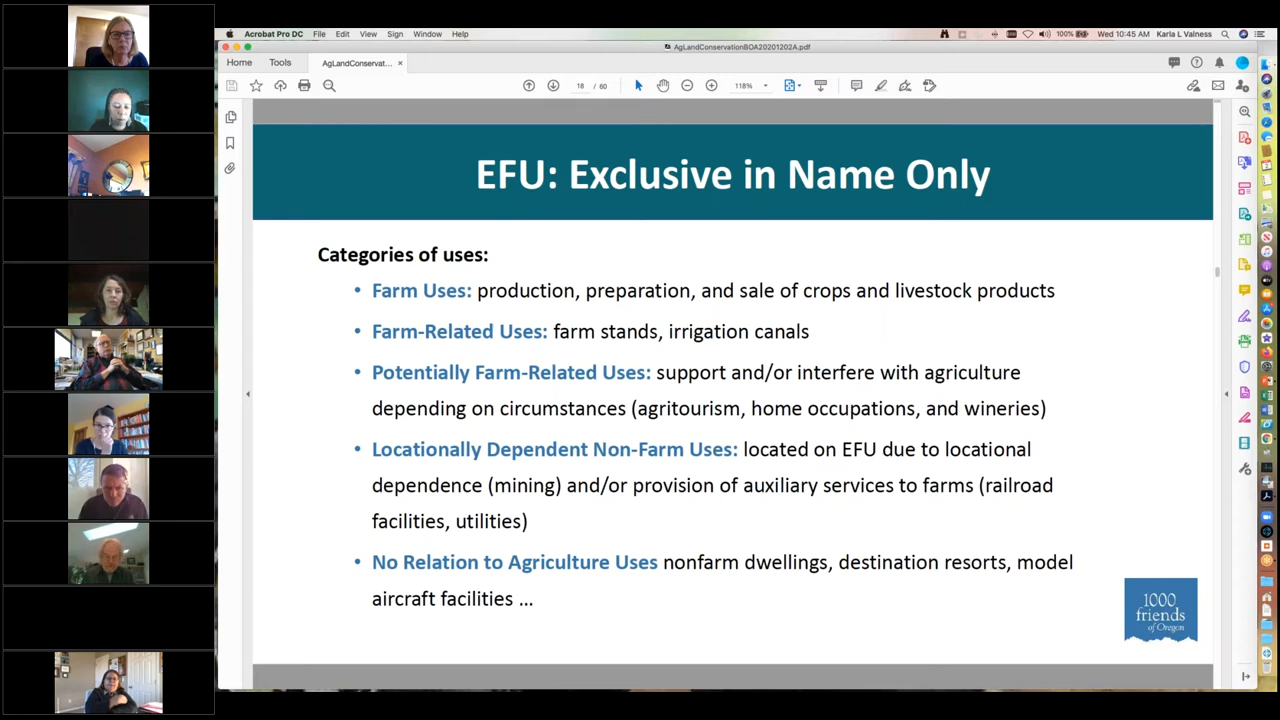 Acrobat Pro DC File Edit View Sign Window Help
100% Wed 10:45 AM Karla L Valness
AgLandConservationBOA20201202A.pdf
Home Tools AgLandConservat... ×
18 / 60 118%
EFU: Exclusive in Name Only
Categories of uses:
• Farm Uses: production, preparation, and sale of crops and livestock products
• Farm-Related Uses: farm stands, irrigation canals
• Potentially Farm-Related Uses: support and/or interfere with agriculture
depending on circumstances (agritourism, home occupations, and wineries)
• Locationally Dependent Non-Farm Uses: located on EFU due to locational
dependence (mining) and/or provision of auxiliary services to farms (railroad
facilities, utilities)
• No Relation to Agriculture Uses nonfarm dwellings, destination resorts, model
aircraft facilities ...
1000
friends
of Oregon